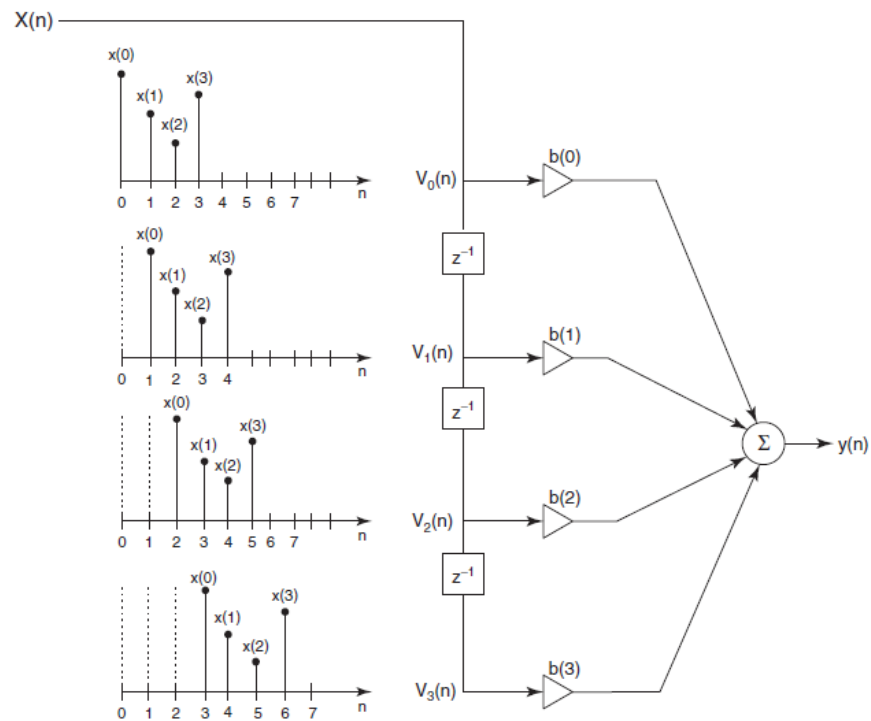 X(n)
x(0)
x(1)
x(2)
x(3)
n
0 1 2 3 4 5 6 7
V₀(n)
b(0)
z⁻¹
x(0)
x(1)
x(2)
x(3)
n
0 1 2 3 4
V₁(n)
b(1)
z⁻¹
x(0)
x(1)
x(2)
x(3)
n
0 1 2 3 4 5 6 7
V₂(n)
b(2)
Σ
y(n)
z⁻¹
x(0)
x(1)
x(2)
x(3)
n
0 1 2 3 4 5 6 7
V₃(n)
b(3)